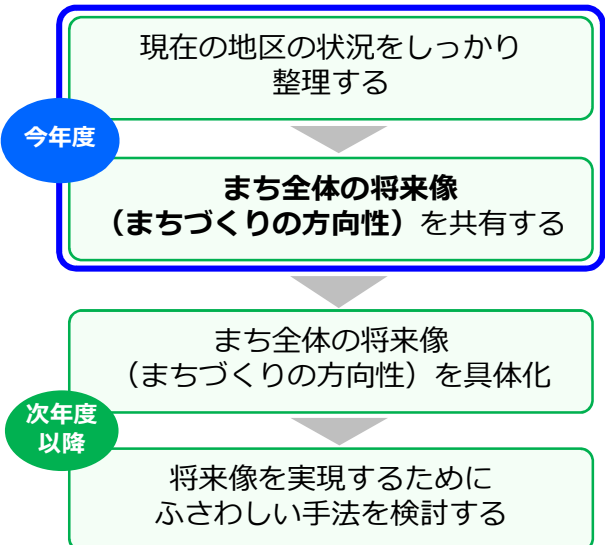 現在の地区の状況をしっかり
整理する
今年度
まち全体の将来像
（まちづくりの方向性）を共有する
まち全体の将来像
（まちづくりの方向性）を具体化
次年度
以降
将来像を実現するために
ふさわしい手法を検討する